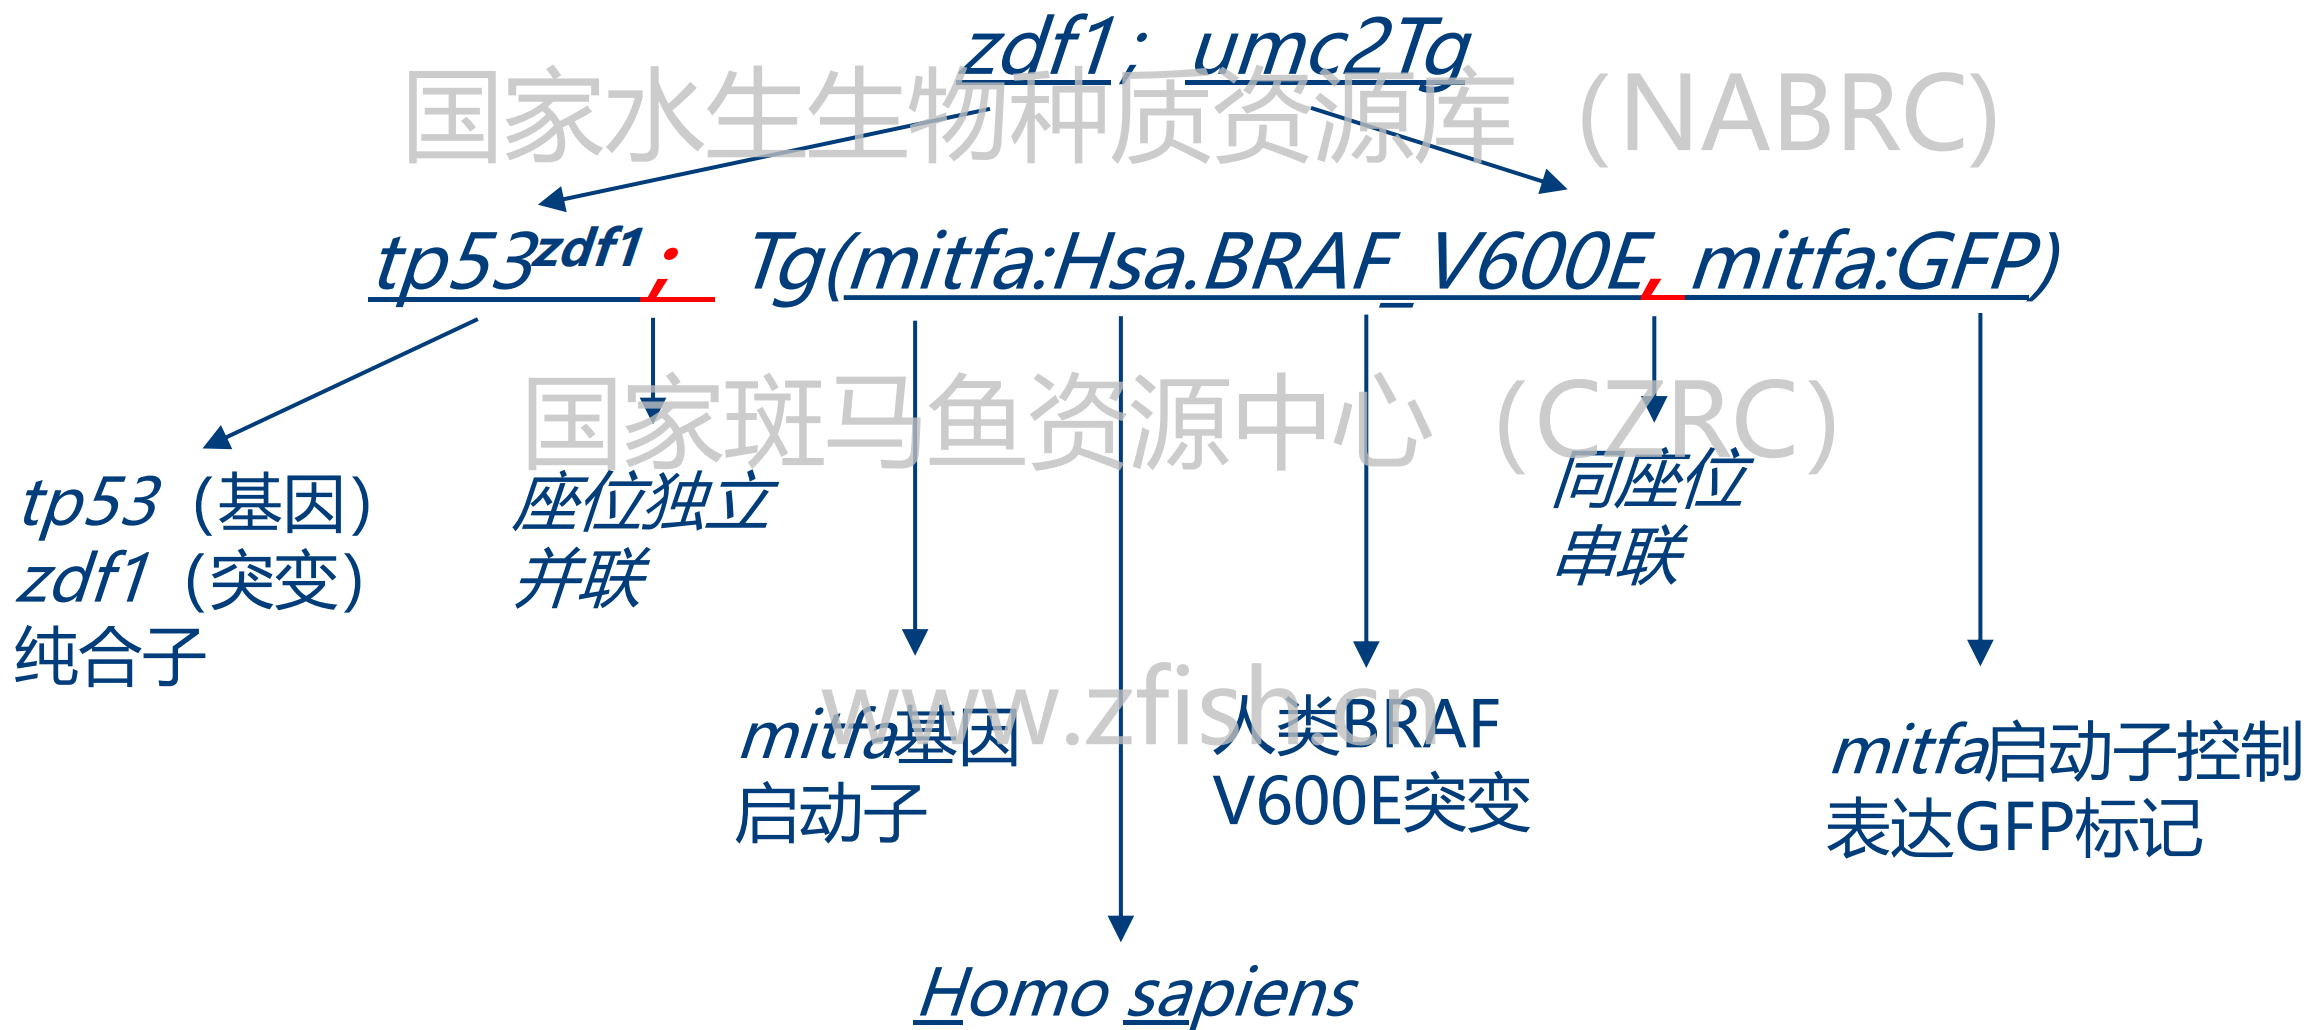 zdf1；umc2Tg
国家水生生物种质资源库（NABRC）
tp53zdf1； Tg(mitfa:Hsa.BRAF_V600E, mitfa:GFP)
国家斑马鱼资源中心（CZRC）
tp53（基因）
zdf1（突变）
纯合子
座位独立
并联
同座位
串联
www.zfish.cn
mitfa基因
启动子
人类BRAF
V600E突变
mitfa启动子控制
表达GFP标记
Homo sapiens